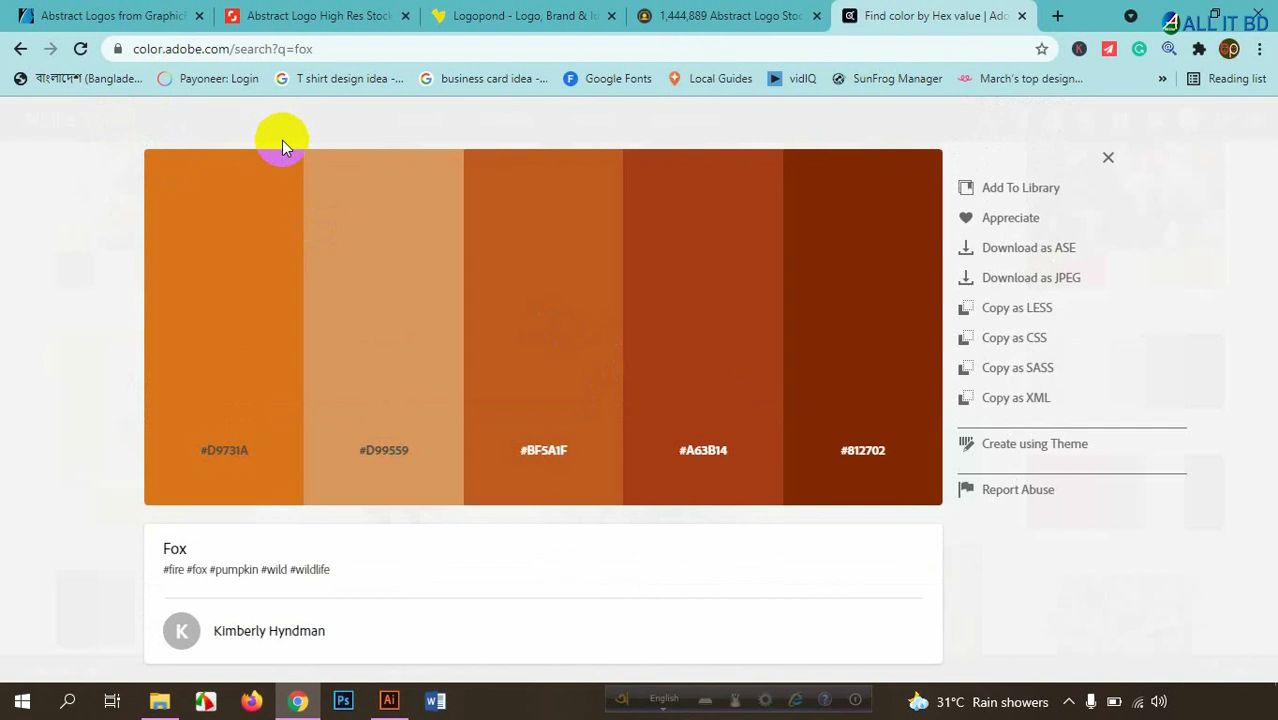 Abstract Logos from Graphicr
Abstract Logo High Res Stock
Logopond - Logo, Brand & Id
1,444,889 Abstract Logo Stoc
Find color by Hex value | Ado
ALL IT BD
color.adobe.com/search?q=fox
বাংলাদেশ (Banglade...
Payoneer: Login
T shirt design idea -...
business card idea -...
Google Fonts
Local Guides
vidIQ
SunFrog Manager
March's top design...
»
Reading list
Add To Library
Appreciate
Download as ASE
Download as JPEG
Copy as LESS
Copy as CSS
Copy as SASS
Copy as XML
Create using Theme
Report Abuse
#D9731A
#D99559
#BF5A1F
#A63B14
#812702
Fox
#fire #fox #pumpkin #wild #wildlife
K
Kimberly Hyndman
Ps
Ai
English
31°C Rain showers